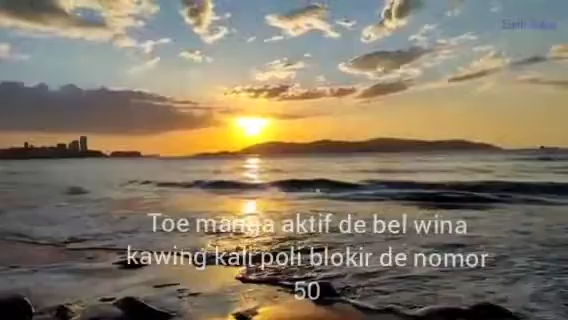 Toe manga aktif de bel wina
kawing kali poli blokir de nomor
50